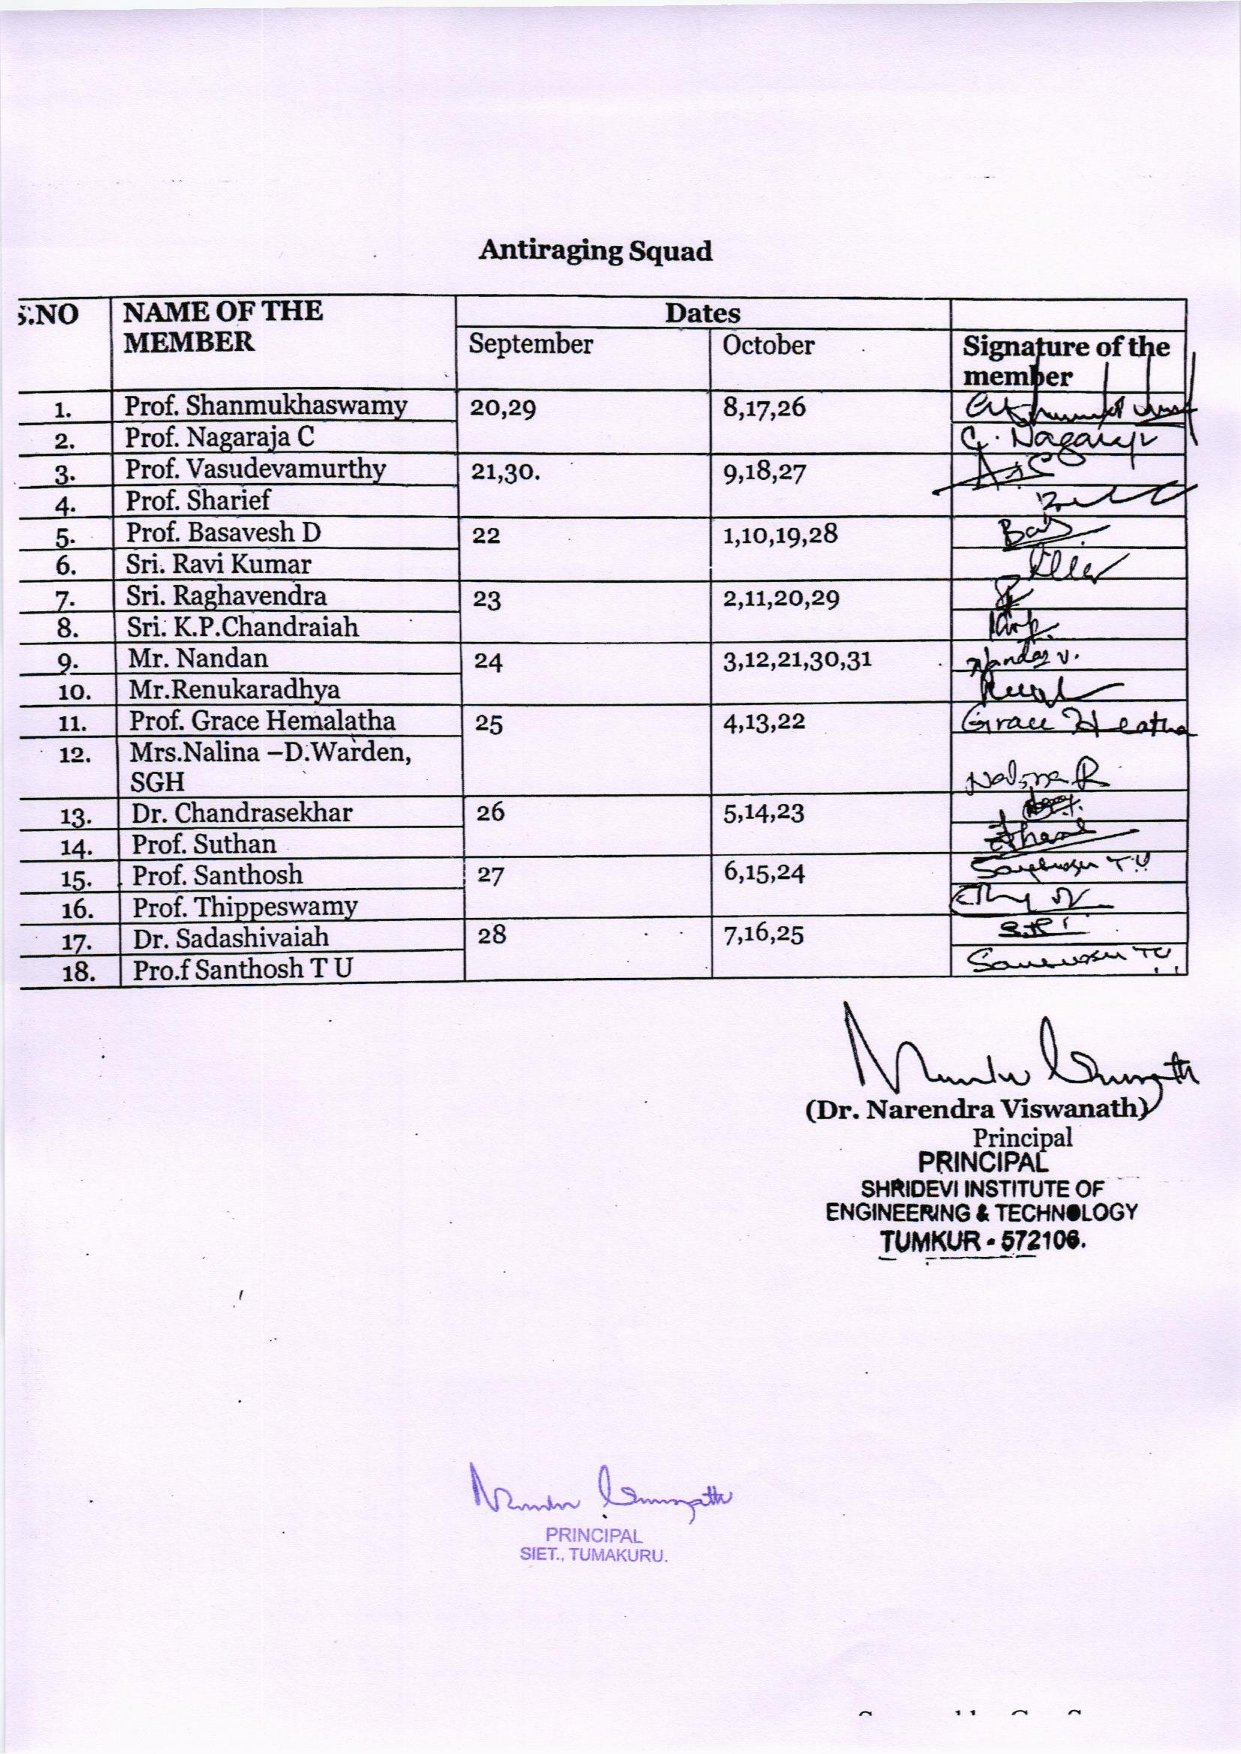 Antiraging Squad
S.NO NAME OF THE MEMBER Dates
September October Signature of the member
1. Prof. Shanmukhaswamy 20,29 8,17,26
2. Prof. Nagaraja C C. Nagaraja
3. Prof. Vasudevamurthy 21,30. 9,18,27
4. Prof. Sharief
5. Prof. Basavesh D 22 1,10,19,28
6. Sri. Ravi Kumar
7. Sri. Raghavendra 23 2,11,20,29
8. Sri. K.P.Chandraiah
9. Mr. Nandan 24 3,12,21,30,31
10. Mr.Renukaradhya
11. Prof. Grace Hemalatha 25 4,13,22 Grace
12. Mrs.Nalina –D.Warden,
SGH
13. Dr. Chandrasekhar 26 5,14,23
14. Prof. Suthan
15. Prof. Santhosh 27 6,15,24
16. Prof. Thippeswamy
17. Dr. Sadashivaiah 28 7,16,25
18. Pro.f Santhosh T U
(Dr. Narendra Viswanath)
Principal
PRINCIPAL
SHRIDEVI INSTITUTE OF
ENGINEERING & TECHNOLOGY
TUMKUR - 572106.
PRINCIPAL
SIET., TUMAKURU.